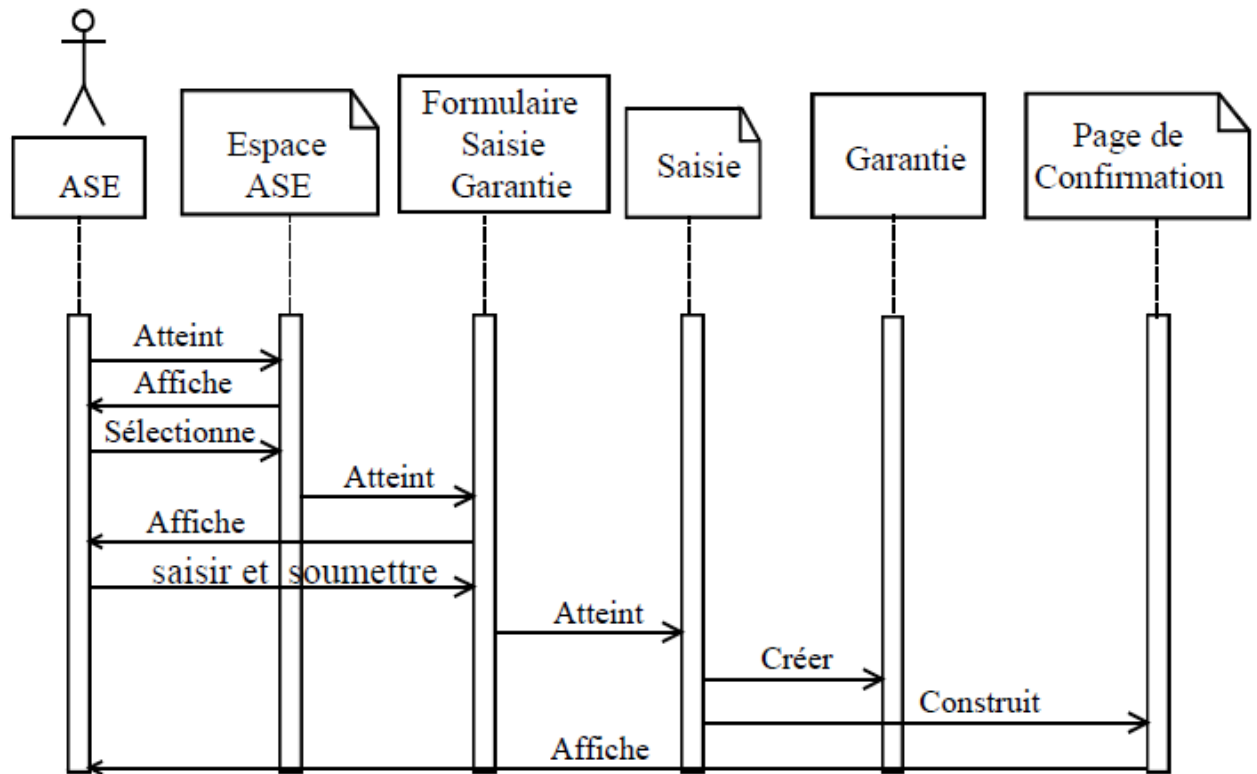 ASE
Espace
ASE
Formulaire
Saisie
Garantie
Saisie
Garantie
Page de
Confirmation
Atteint
Affiche
Sélectionne
Atteint
Affiche
saisir et soumettre
Atteint
Créer
Construit
Affiche